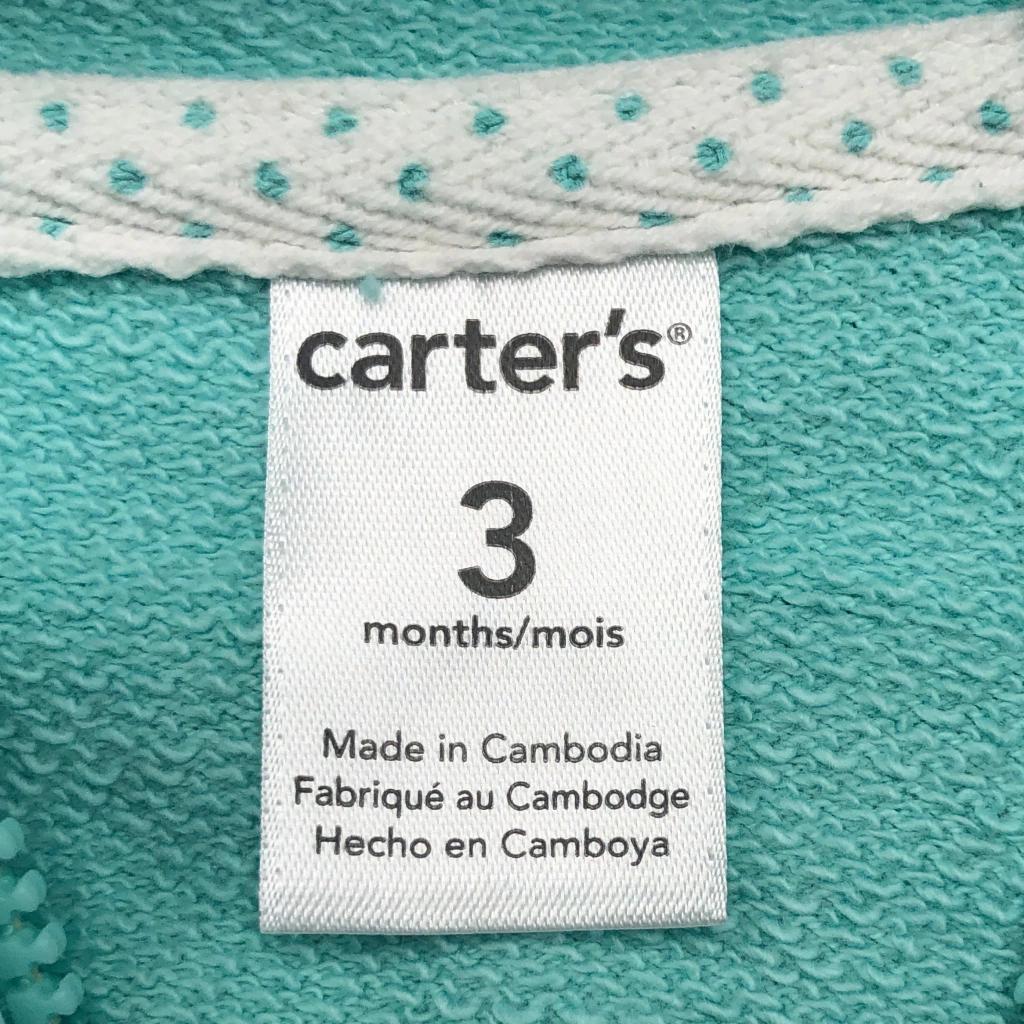 carter's®
3
months/mois
Made in Cambodia
Fabriqué au Cambodge
Hecho en Camboya